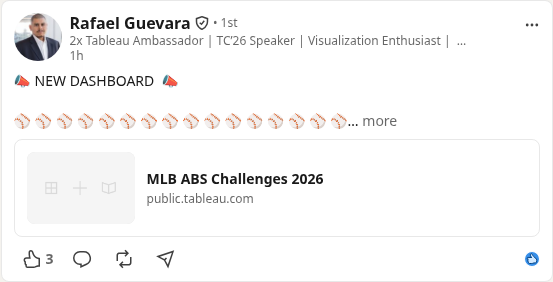 Rafael Guevara • 1st
2x Tableau Ambassador | TC'26 Speaker | Visualization Enthusiast | ...
1h
📣 NEW DASHBOARD 📣
⚾ ⚾ ⚾ ⚾ ⚾ ⚾ ⚾ ⚾ ⚾ ⚾ ⚾ ⚾ ⚾ ⚾ ⚾ ⚾... more
MLB ABS Challenges 2026
public.tableau.com
3